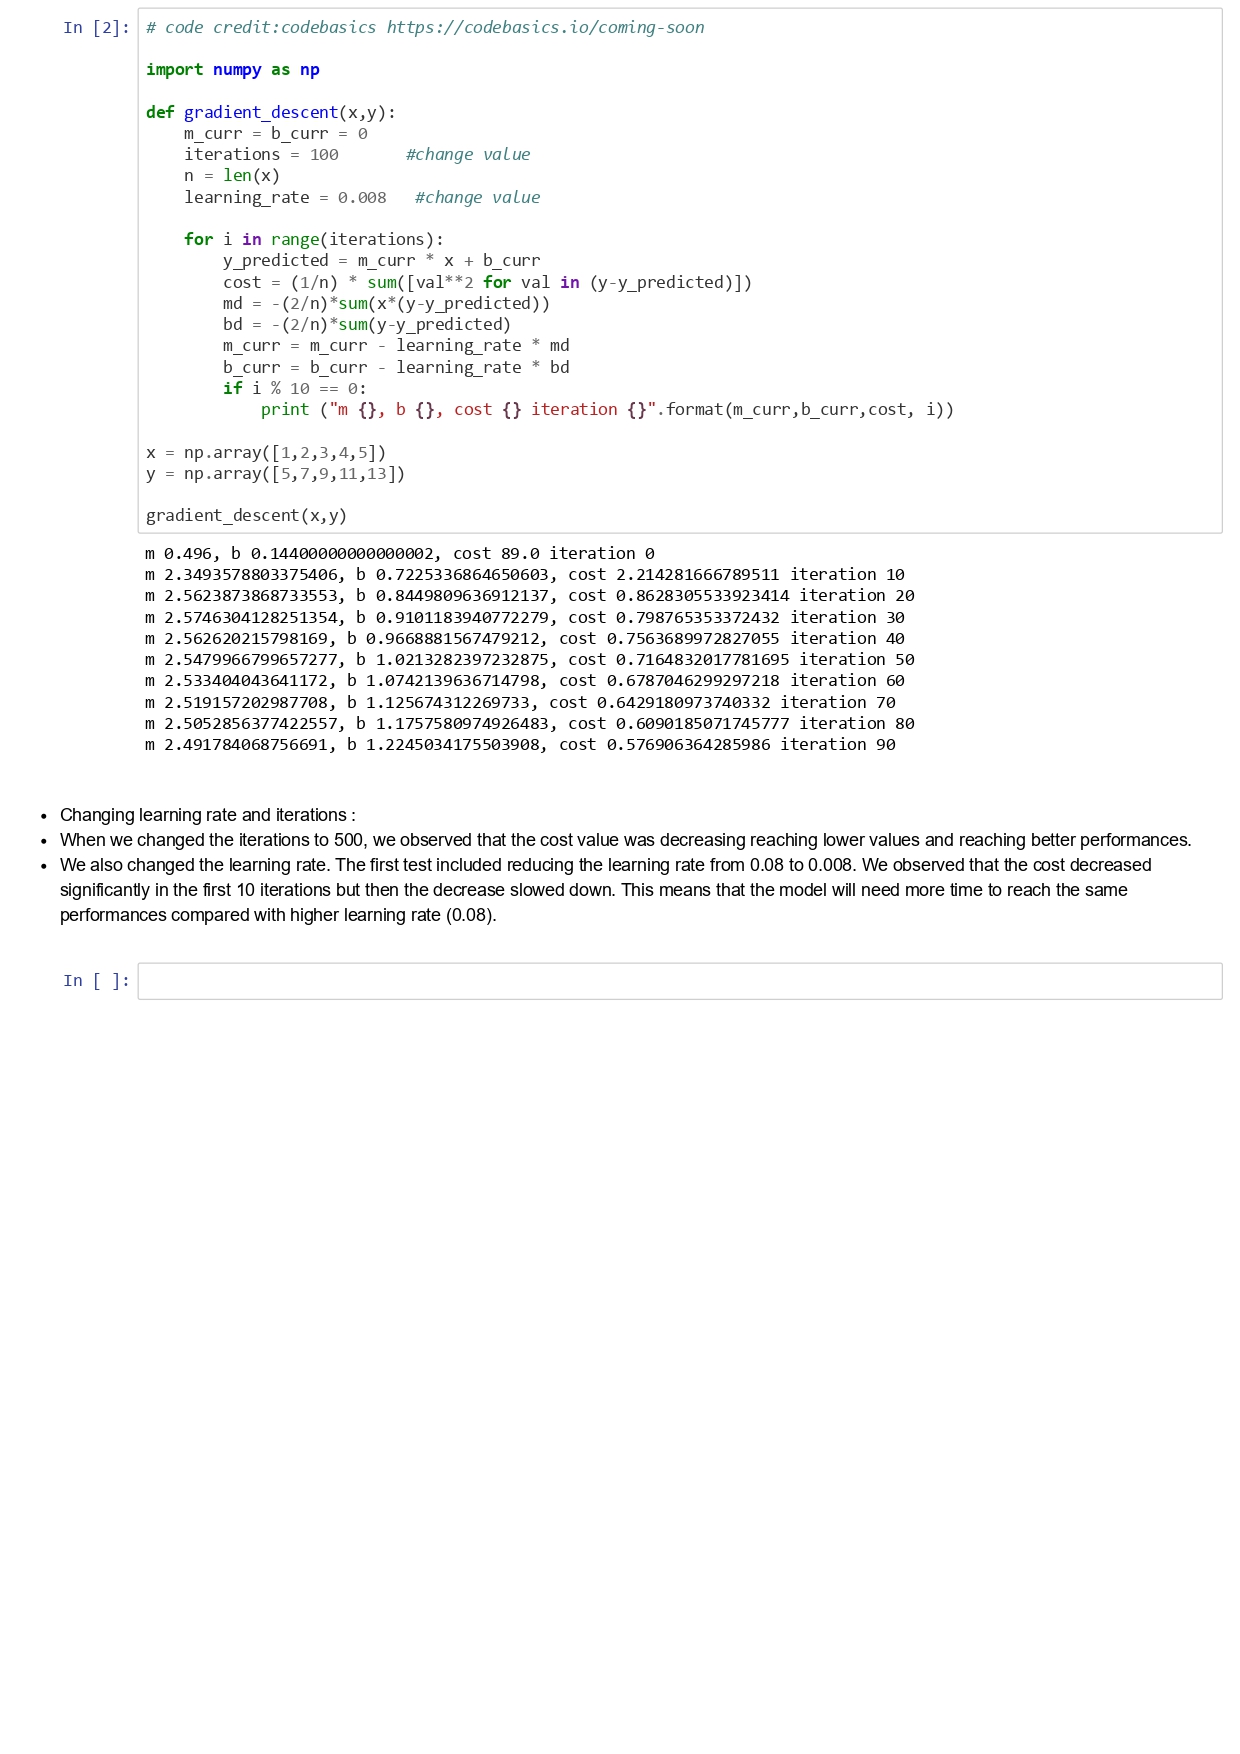 In [2]: # code credit:codebasics https://codebasics.io/coming-soon
import numpy as np
def gradient_descent(x,y):
    m_curr = b_curr = 0
    iterations = 100       #change value
    n = len(x)
    learning_rate = 0.008   #change value
    for i in range(iterations):
        y_predicted = m_curr * x + b_curr
        cost = (1/n) * sum([val**2 for val in (y-y_predicted)])
        md = -(2/n)*sum(x*(y-y_predicted))
        bd = -(2/n)*sum(y-y_predicted)
        m_curr = m_curr - learning_rate * md
        b_curr = b_curr - learning_rate * bd
        if i % 10 == 0:
            print ("m {}, b {}, cost {} iteration {}".format(m_curr,b_curr,cost, i))
x = np.array([1,2,3,4,5])
y = np.array([5,7,9,11,13])
gradient_descent(x,y)
m 0.496, b 0.14400000000000002, cost 89.0 iteration 0
m 2.3493578803375406, b 0.7225336864650603, cost 2.214281666789511 iteration 10
m 2.5623873868733553, b 0.8449809636912137, cost 0.8628305533923414 iteration 20
m 2.5746304128251354, b 0.9101183940772279, cost 0.798765353372432 iteration 30
m 2.562620215798169, b 0.9668881567479212, cost 0.7563689972827055 iteration 40
m 2.5479966799657277, b 1.0213282397232875, cost 0.7164832017781695 iteration 50
m 2.533404043641172, b 1.0742139636714798, cost 0.6787046299297218 iteration 60
m 2.519157202987708, b 1.125674312269733, cost 0.6429180973740332 iteration 70
m 2.5052856377422557, b 1.1757580974926483, cost 0.6090185071745777 iteration 80
m 2.491784068756691, b 1.2245034175503908, cost 0.576906364285986 iteration 90
• Changing learning rate and iterations :
• When we changed the iterations to 500, we observed that the cost value was decreasing reaching lower values and reaching better performances.
• We also changed the learning rate. The first test included reducing the learning rate from 0.08 to 0.008. We observed that the cost decreased
significantly in the first 10 iterations but then the decrease slowed down. This means that the model will need more time to reach the same
performances compared with higher learning rate (0.08).
In [ ]: